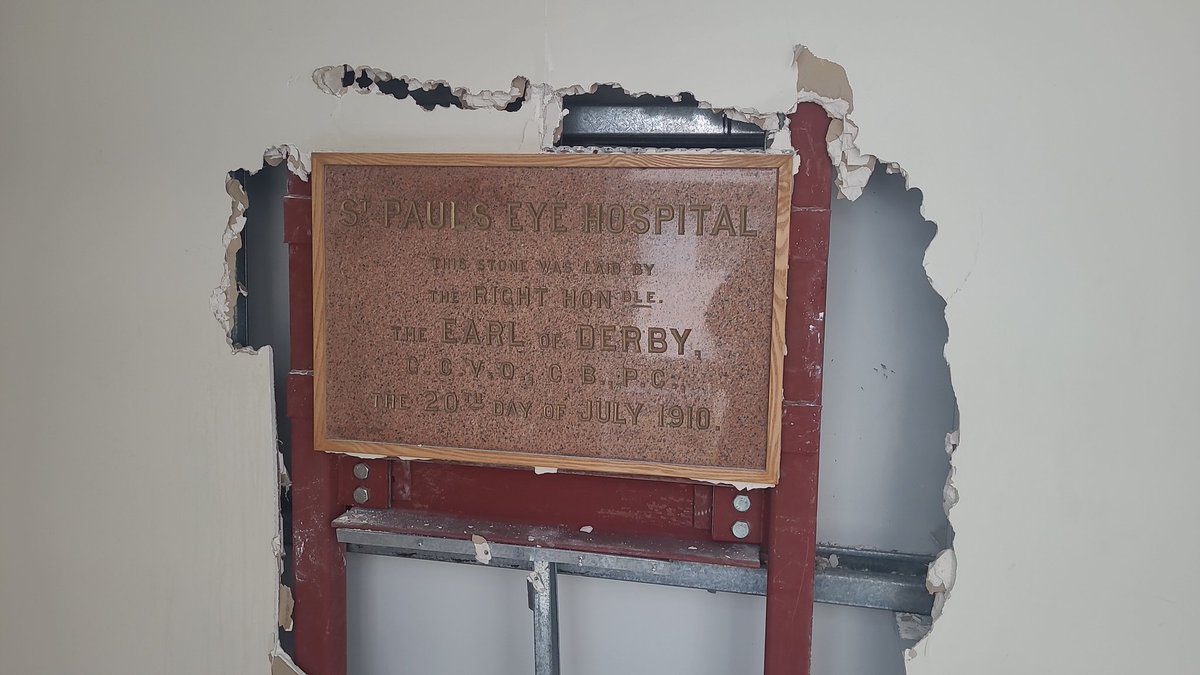 ST PAULS EYE HOSPITAL
THIS STONE WAS LAID BY
THE RIGHT HONBLE.
THE EARL OF DERBY,
G.C.V.O., C.B., P.C.,
THE 20TH DAY OF JULY 1910.